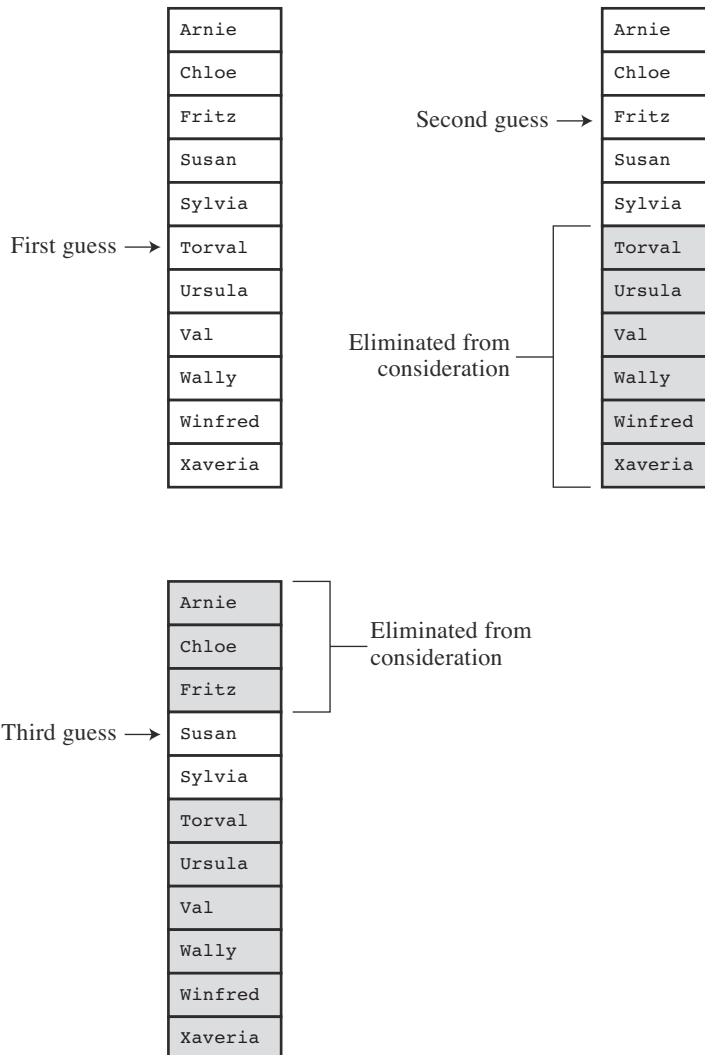 Arnie
Chloe
Fritz
Susan
Sylvia
First guess
Torval
Ursula
Val
Wally
Winfred
Xaveria
Arnie
Chloe
Second guess
Fritz
Susan
Sylvia
Torval
Ursula
Eliminated from
consideration
Val
Wally
Winfred
Xaveria
Arnie
Chloe
Fritz
Eliminated from
consideration
Third guess
Susan
Sylvia
Torval
Ursula
Val
Wally
Winfred
Xaveria